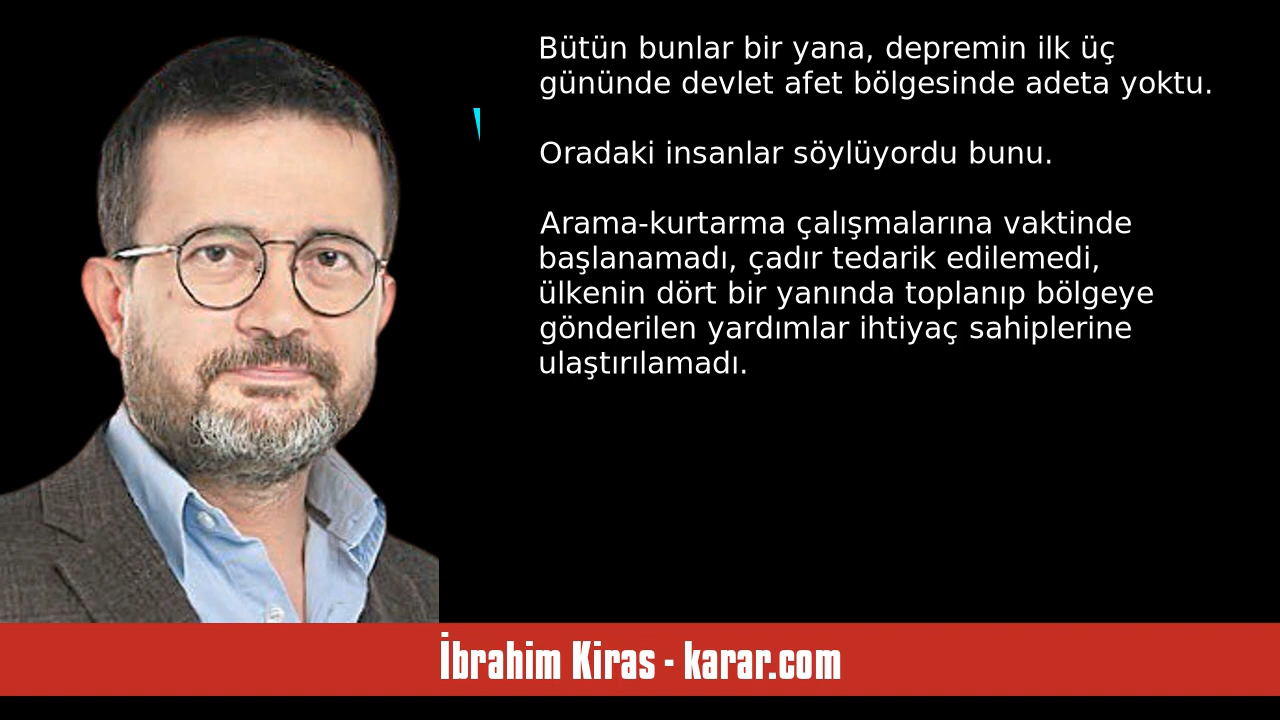 Bütün bunlar bir yana, depremin ilk üç
gününde devlet afet bölgesinde adeta yoktu.
Oradaki insanlar söylüyordu bunu.
Arama-kurtarma çalışmalarına vaktinde
başlanamadı, çadır tedarik edilemedi,
ülkenin dört bir yanında toplanıp bölgeye
gönderilen yardımlar ihtiyaç sahiplerine
ulaştırılamadı.
İbrahim Kiras - karar.com